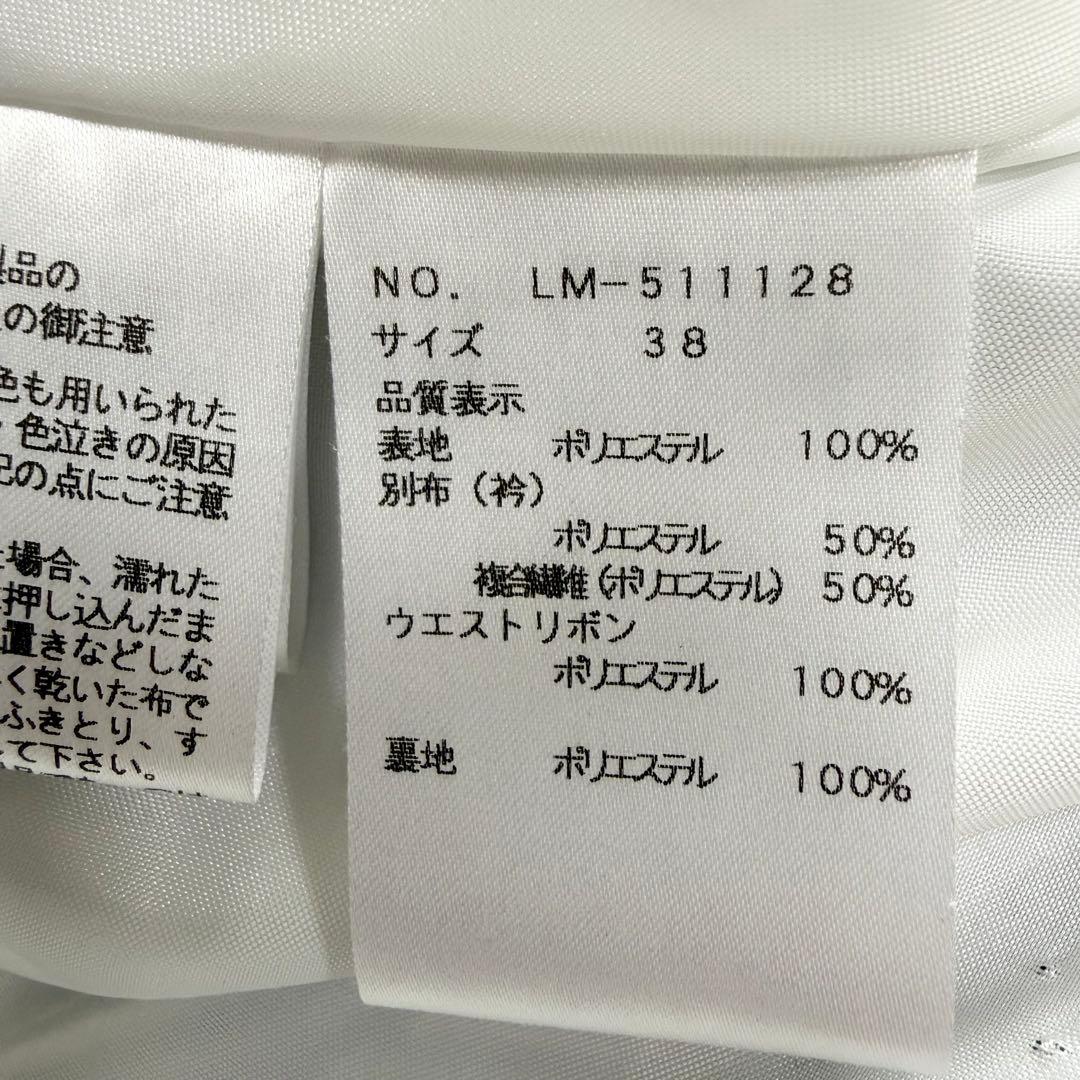 品の
の御注意
色も用いられた
色泣きの原因
記の点にご注意
場合、濡れた
押し込んだま
置きなどしな
く乾いた布で
ふきとり、す
て下さい。
NO. LM-511128
サイズ 38
品質表示
表地 ポリエステル 100%
別布(衿)
ポリエステル 50%
複合繊維(ポリエステル) 50%
ウエストリボン
ポリエステル 100%
裏地 ポリエステル 100%